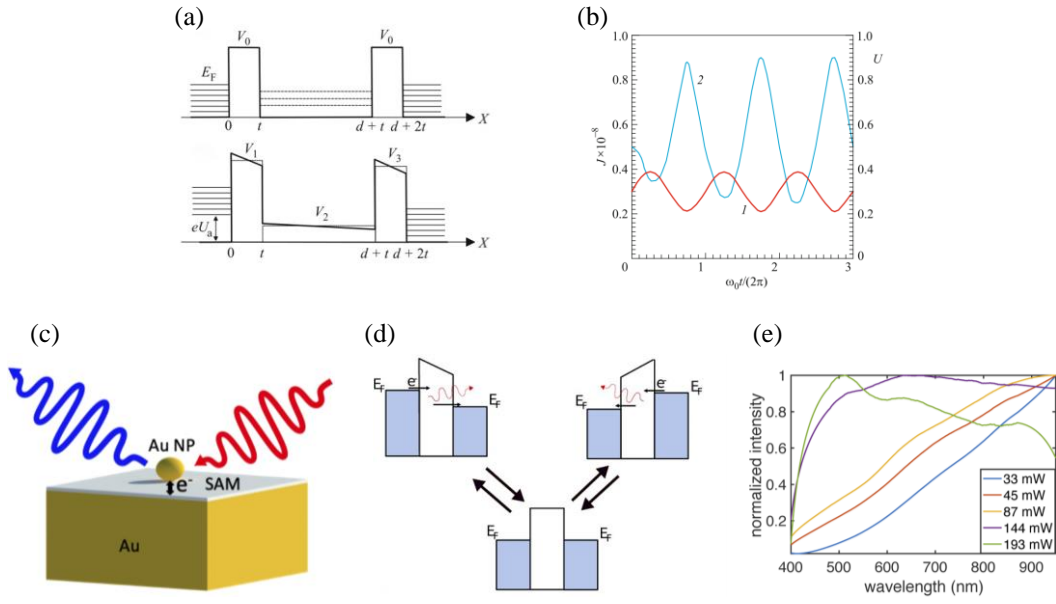 (a)
V0 V0
EF
X
0 t d + t d + 2t
V1 V3
V2
eUa
X
0 t d + t d + 2t
(b)
1.0 1.0
U
0.8 0.8
0.6 0.6
0.4 0.4
0.2 0.2
0
J × 10⁻⁸
2
1
0 1 2 3
ω0t/(2π)
(c)
Au NP
SAM
e-
Au
(d)
EF e- EF
EF e- EF
EF EF
(e)
normalized intensity
1
0.8
0.6
0.4
0.2
33 mW
45 mW
87 mW
144 mW
193 mW
400 500 600 700 800 900
wavelength (nm)